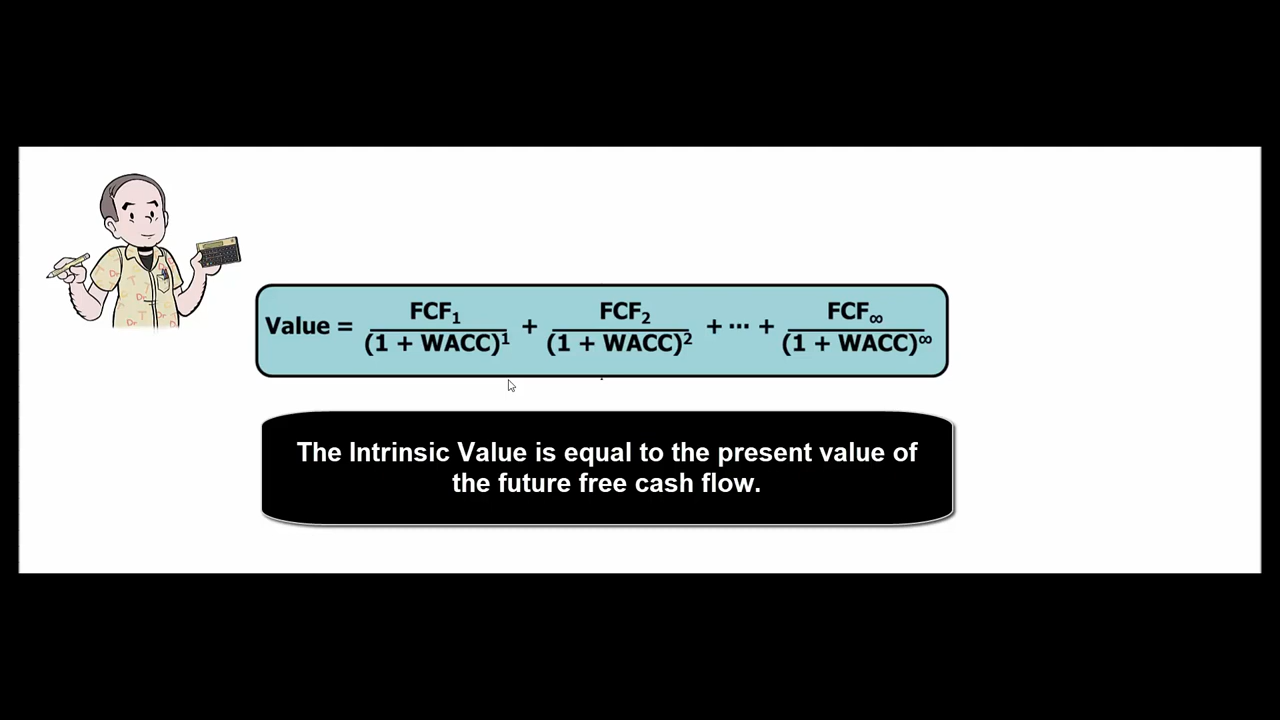 Value = FCF₁ / (1 + WACC)¹ + FCF₂ / (1 + WACC)² + ··· + FCF∞ / (1 + WACC)^∞
The Intrinsic Value is equal to the present value of
the future free cash flow.